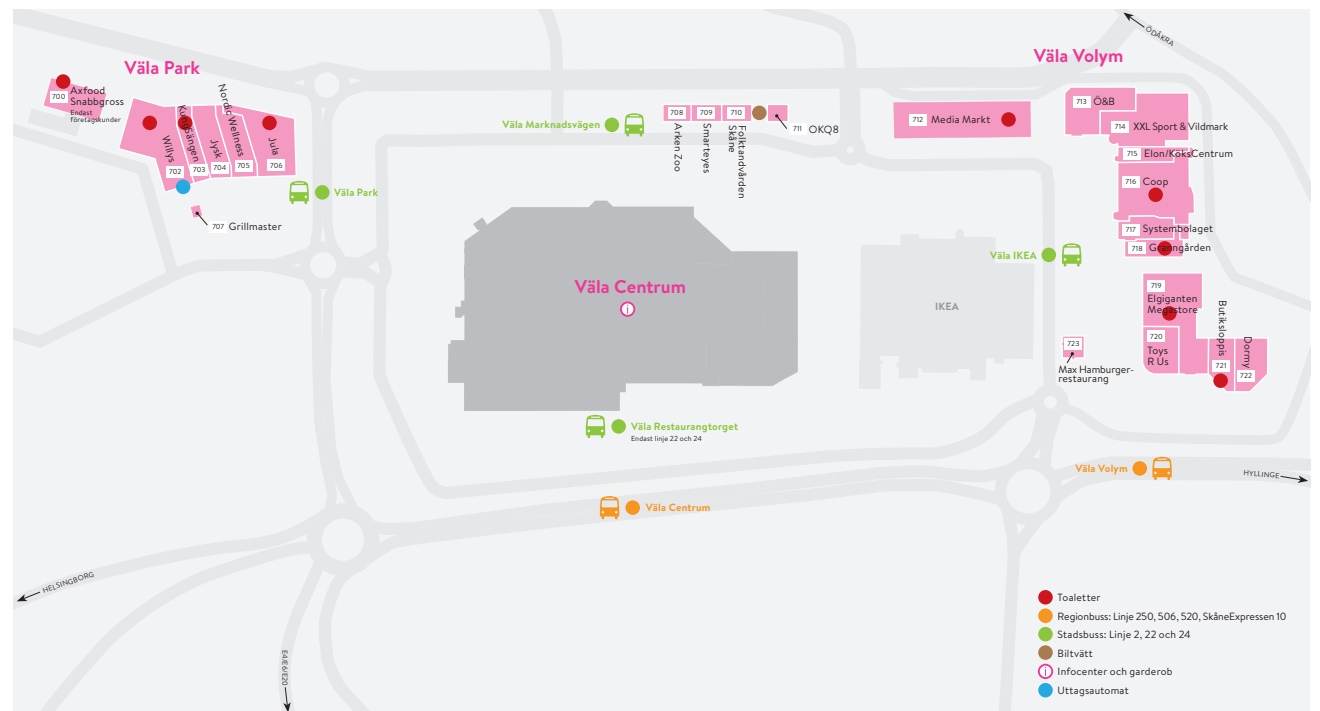 ÖDÅKRA
Väla Park
Väla Volym
700
Axfood
Snabbgross
Endast
företagskunder
Willys
702
KungSängen
703
Jysk
704
Nordic Wellness
705
Jula
706
707 Grillmaster
Väla Park
Väla Marknadsvägen
708
Arken Zoo
709
Smarteyes
710
Folktandvården
Skåne
711 OKQ8
712 Media Markt
713 Ö&B
714 XXL Sport & Vildmark
715 Elon/KöksCentrum
716 Coop
717 Systembolaget
718 Granngården
Väla IKEA
Väla Centrum
i
IKEA
719
Elgiganten
Megastore
720
Toys
R Us
Butiksloppis
721
Dormy
722
723
Max Hamburger-
restaurang
Väla Restaurangtorget
Endast linje 22 och 24
Väla Volym
HYLLINGE
Väla Centrum
HELSINGBORG
E4/E6/E20
Toaletter
Regionbuss: Linje 250, 506, 520, SkåneExpressen 10
Stadsbuss: Linje 2, 22 och 24
Biltvätt
i Infocenter och garderob
Uttagsautomat